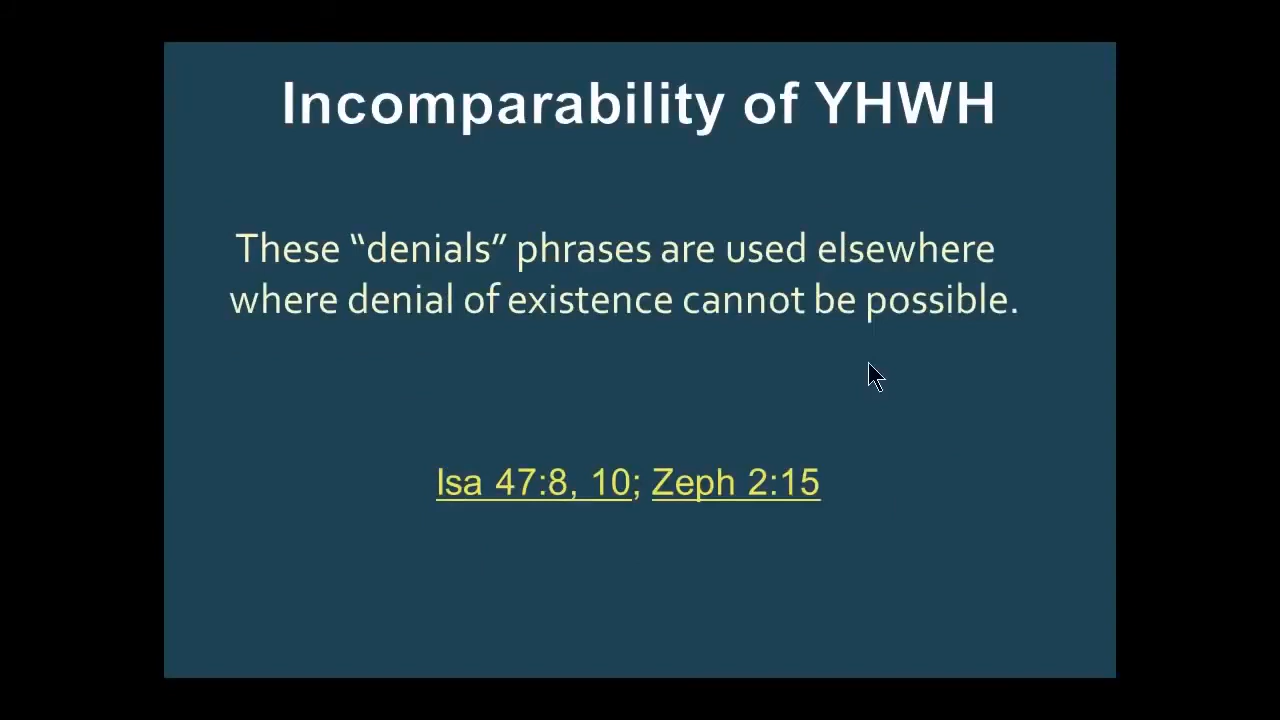 Incomparability of YHWH
These “denials” phrases are used elsewhere
where denial of existence cannot be possible.
Isa 47:8, 10; Zeph 2:15